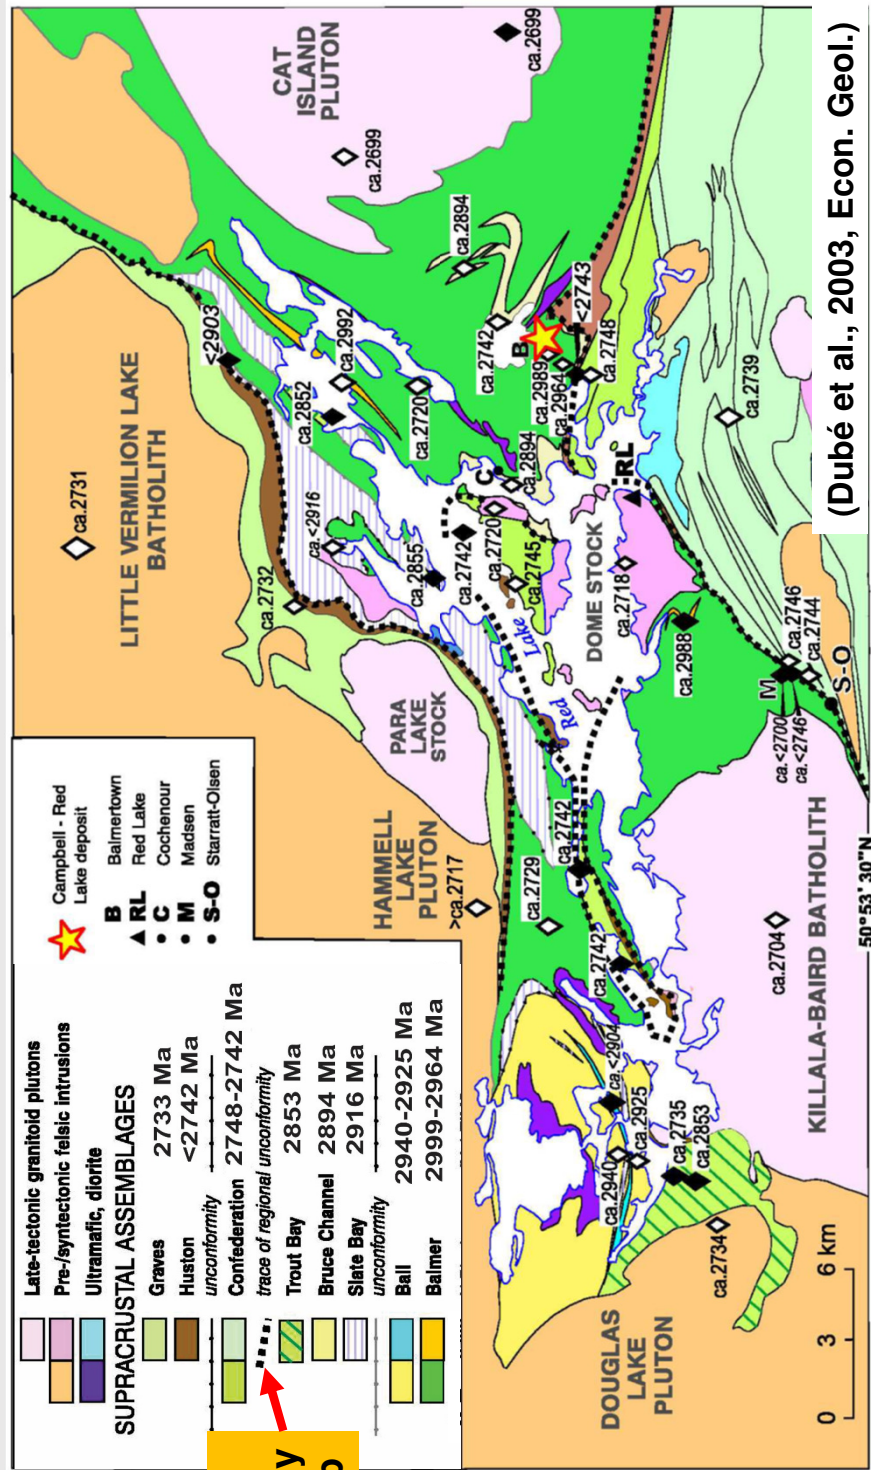 Late-tectonic granitoid plutons
Pre-/syntectonic felsic intrusions
Ultramafic, diorite
SUPRACRUSTAL ASSEMBLAGES
Graves 2733 Ma
Huston <2742 Ma
unconformity
Confederation 2748-2742 Ma
trace of regional unconformity
Trout Bay 2853 Ma
Bruce Channel 2894 Ma
Slate Bay 2916 Ma
unconformity
Ball 2940-2925 Ma
Balmer 2999-2964 Ma
Campbell - Red
Lake deposit
B Balmertown
RL Red Lake
C Cochenour
M Madsen
S-O Starratt-Olsen
LITTLE VERMILION LAKE
BATHOLITH
ca.2731
CAT
ISLAND
PLUTON
ca.2699
ca.2699
HAMMELL
LAKE
PLUTON
>ca.2717
PARA
LAKE
STOCK
ca.2732
ca.<2916
<2903
ca.2852
ca.2992
ca.2720
ca.2855
ca.2742
ca.2720
C
ca.2894
ca.2894
ca.2742
B
ca.2989
ca.2964
<2743
ca.2748
ca.2745
Red Lake
DOME STOCK
ca.2718
RL
ca.2739
ca.2729
ca.2742
ca.2742
ca.<2904
ca.2940
ca.2925
ca.2735
ca.2853
ca.2734
ca.2988
M
ca.<2700
ca.<2746
ca.2746
ca.2744
S-O
ca.2704
DOUGLAS
LAKE
PLUTON
KILLALA-BAIRD BATHOLITH
0 3 6 km
50°53' 30"N
(Dubé et al., 2003, Econ. Geol.)